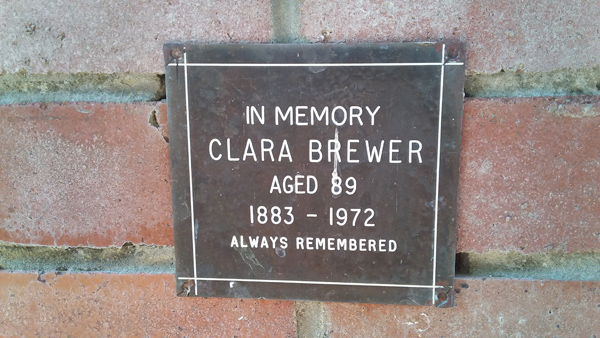 IN MEMORY
CLARA BREWER
AGED 89
1883 - 1972
ALWAYS REMEMBERED